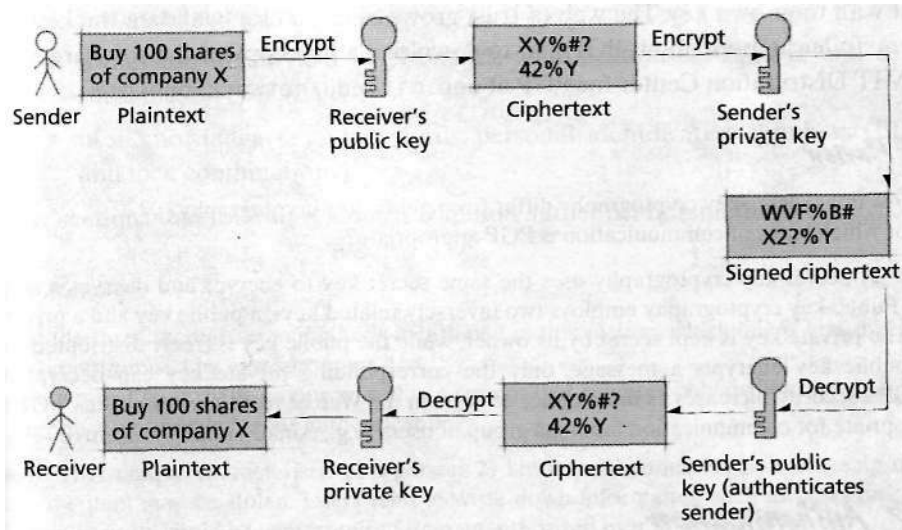 Buy 100 shares
of company X
Encrypt
XY%#?
42%Y
Encrypt
Sender
Plaintext
Receiver's
public key
Ciphertext
Sender's
private key
WVF%B#
X2?%Y
Signed ciphertext
Buy 100 shares
of company X
Decrypt
XY%#?
42%Y
Decrypt
Receiver
Plaintext
Receiver's
private key
Ciphertext
Sender's public
key (authenticates
sender)